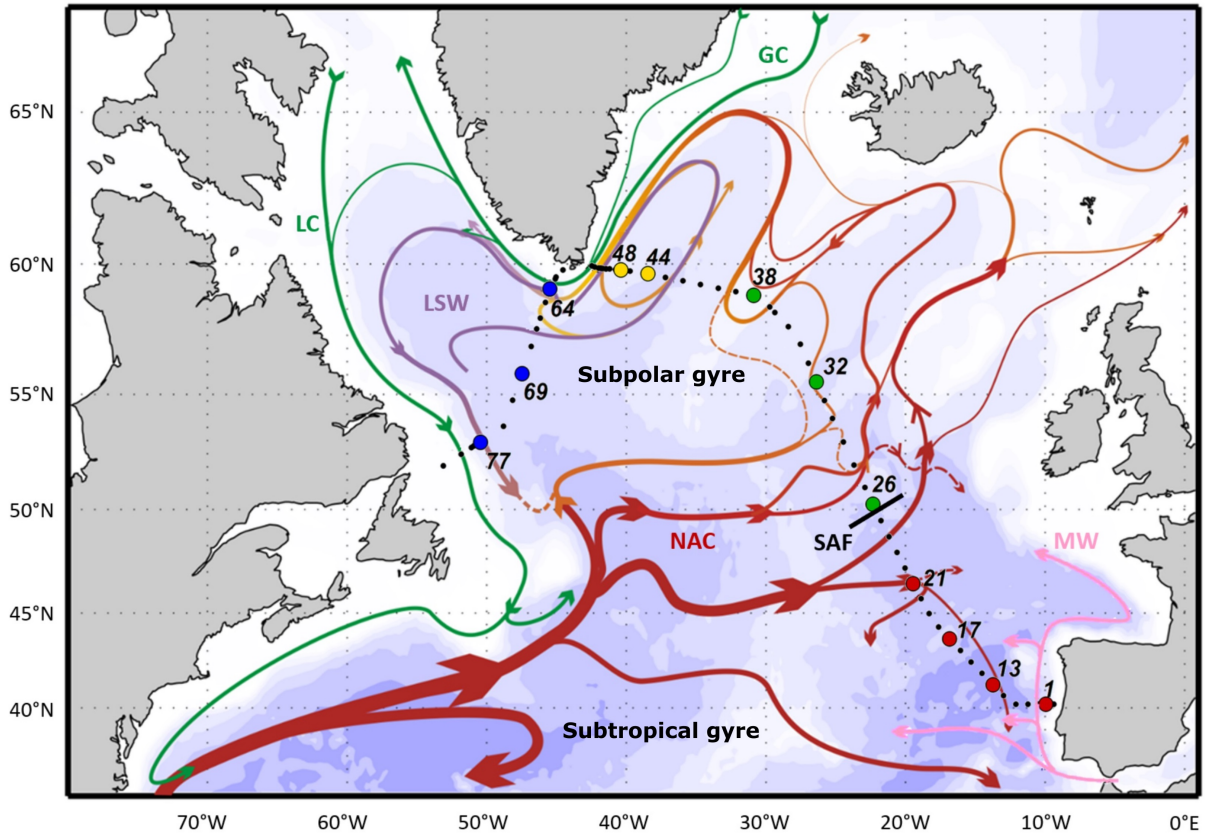 GC
65°N
LC
60°N
48
44
38
LSW
64
32
Subpolar gyre
69
55°N
77
26
50°N
NAC
SAF
MW
21
45°N
17
13
1
40°N
Subtropical gyre
70°W
60°W
50°W
40°W
30°W
20°W
10°W
0°E